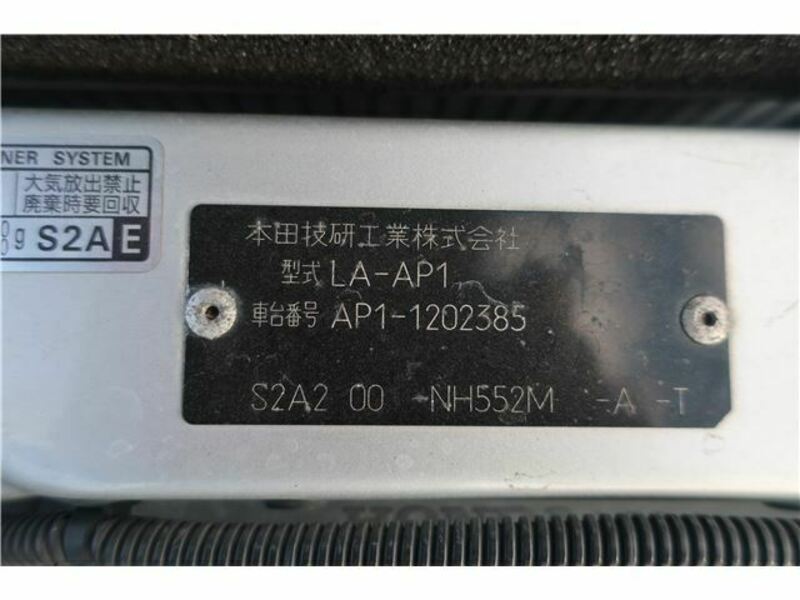 NER SYSTEM
大気放出禁止
廃棄時要回収
g S2A E
本田技研工業株式会社
型式 LA-AP1
車台番号 AP1-1202385
S2A2 00 -NH552M -A -T